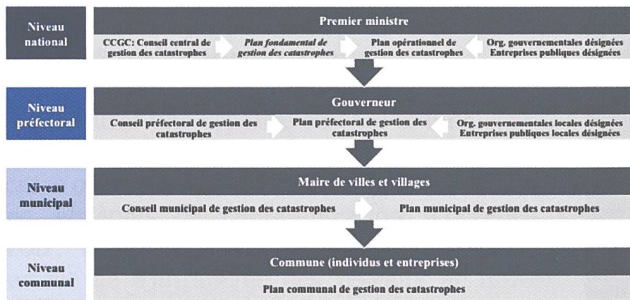 Niveau
national
Premier ministre
CCGC: Conseil central de
gestion des catastrophes
Plan fondamental de
gestion des catastrophes
Plan opérationnel de
gestion des catastrophes
Org. gouvernementales désignées
Entreprises publiques désignées
Niveau
préfectoral
Gouverneur
Conseil préfectoral de gestion des
catastrophes
Plan préfectoral de gestion des
catastrophes
Org. gouvernementales locales désignées
Entreprises publiques locales désignées
Niveau
municipal
Maire de villes et villages
Conseil municipal de gestion des catastrophes
Plan municipal de gestion des catastrophes
Niveau
communal
Commune (individus et entreprises)
Plan communal de gestion des catastrophes